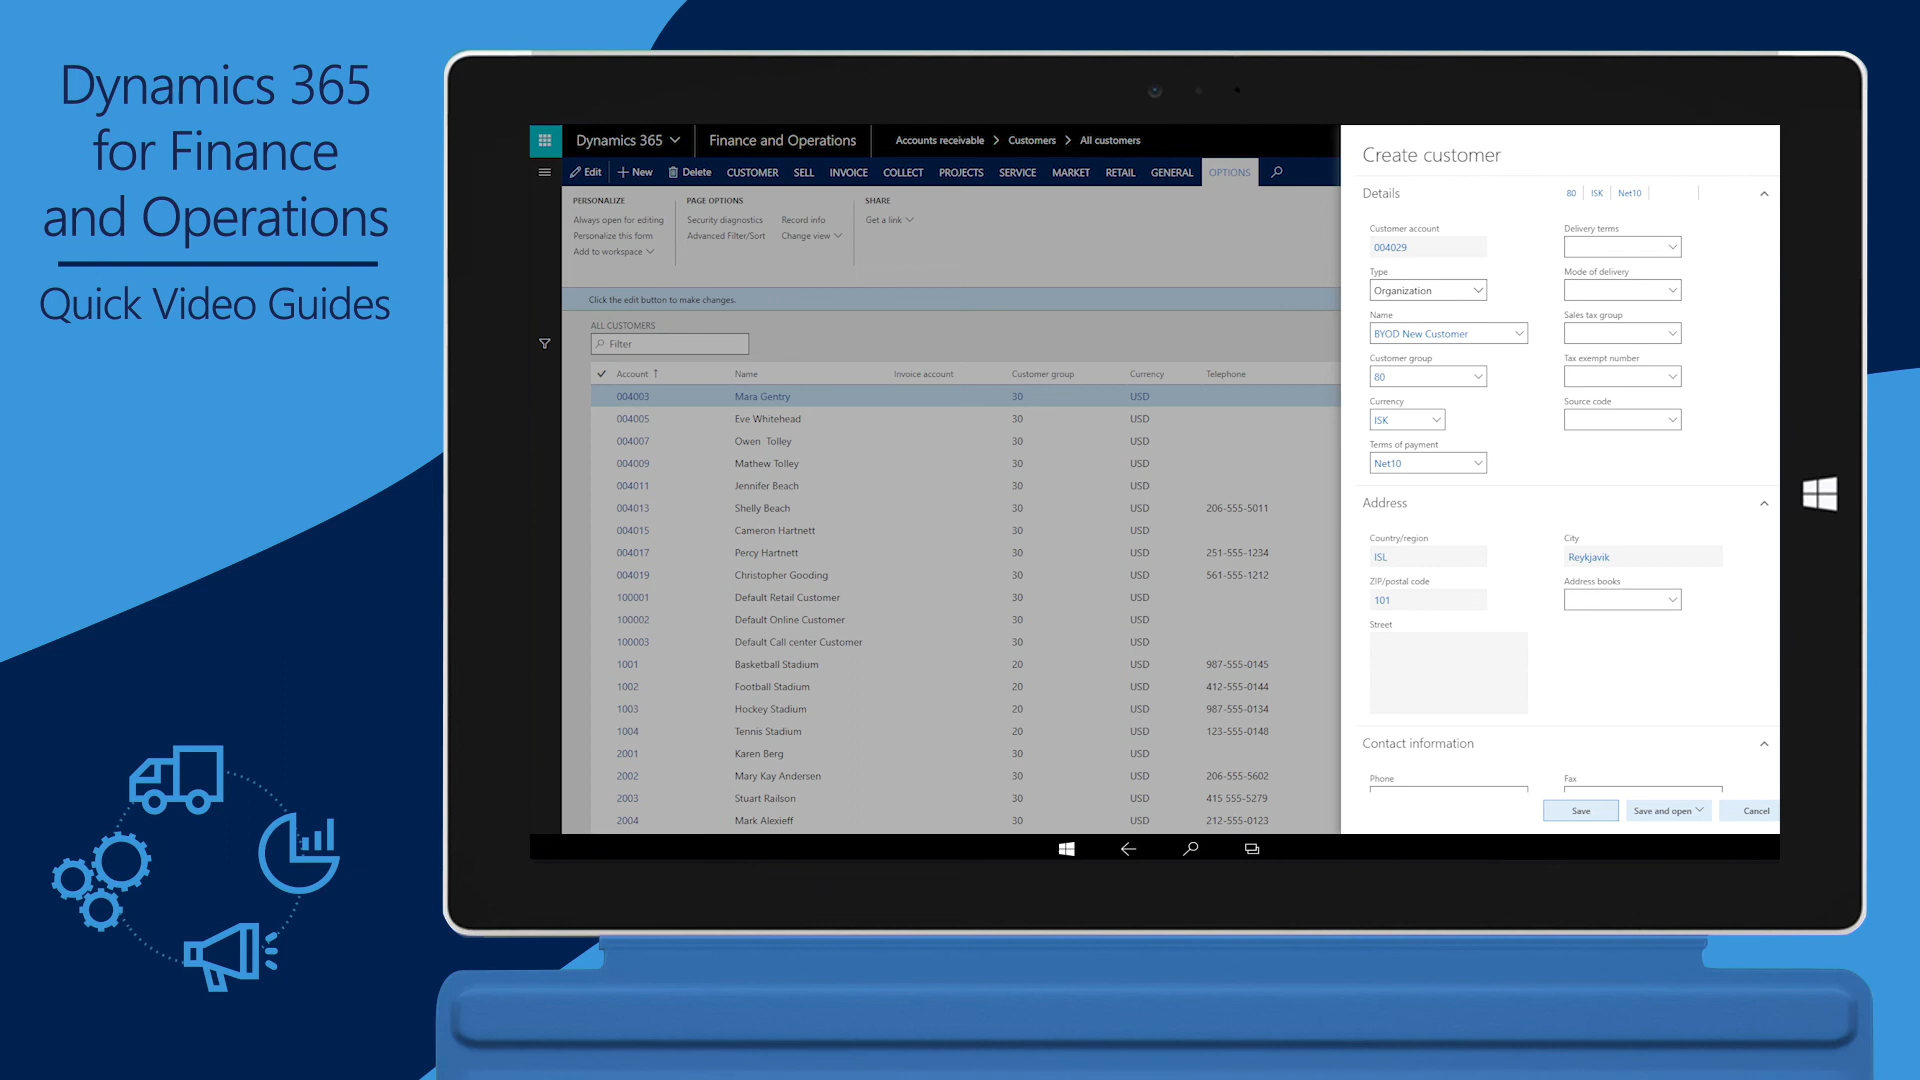 Dynamics 365
for Finance
and Operations
Quick Video Guides
Dynamics 365 Finance and Operations Accounts receivable > Customers > All customers
Edit + New Delete CUSTOMER SELL INVOICE COLLECT PROJECTS SERVICE MARKET RETAIL GENERAL OPTIONS
PERSONALIZE PAGE OPTIONS SHARE
Always open for editing Security diagnostics Record info Get a link
Personalize this form Advanced Filter/Sort Change view
Add to workspace
Click the edit button to make changes.
ALL CUSTOMERS
Filter
Account ↑ Name Invoice account Customer group Currency Telephone
004003 Mara Gentry 30 USD
004005 Eve Whitehead 30 USD
004007 Owen Tolley 30 USD
004009 Mathew Tolley 30 USD
004011 Jennifer Beach 30 USD
004013 Shelly Beach 30 USD 206-555-5011
004015 Cameron Hartnett 30 USD
004017 Percy Hartnett 30 USD 251-555-1234
004019 Christopher Gooding 30 USD 561-555-1212
100001 Default Retail Customer 30 USD
100002 Default Online Customer 30 USD
100003 Default Call center Customer 30 USD
1001 Basketball Stadium 20 USD 987-555-0145
1002 Football Stadium 20 USD 412-555-0144
1003 Hockey Stadium 20 USD 987-555-0134
1004 Tennis Stadium 20 USD 123-555-0148
2001 Karen Berg 30 USD
2002 Mary Kay Andersen 30 USD 206-555-5602
2003 Stuart Railson 30 USD 415 555-5279
2004 Mark Alexieff 30 USD 212-555-0123
Create customer
Details 80 ISK Net10
Customer account Delivery terms
004029
Type Mode of delivery
Organization
Name Sales tax group
BYOD New Customer
Customer group Tax exempt number
80
Currency Source code
ISK
Terms of payment
Net10
Address
Country/region City
ISL Reykjavik
ZIP/postal code Address books
101
Street
Contact information
Phone Fax
Save Save and open Cancel